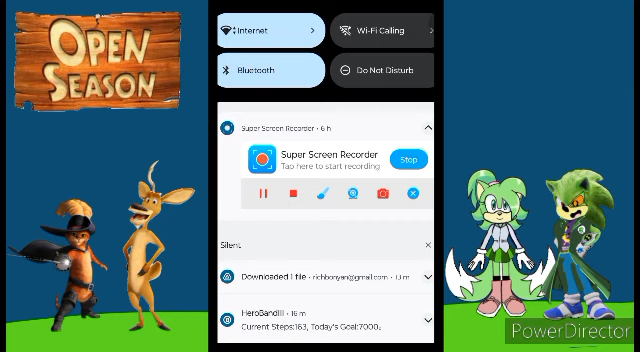 OPEN
SEASON
Internet
Wi-Fi Calling
Bluetooth
Do Not Disturb
Super Screen Recorder • 6 h
Super Screen Recorder
Tap here to start recording
Stop
Silent
Downloaded 1 file • richbonyan@gmail.com • 13 m
HeroBandIII • 16 m
Current Steps:163, Today's Goal:7000
PowerDirector